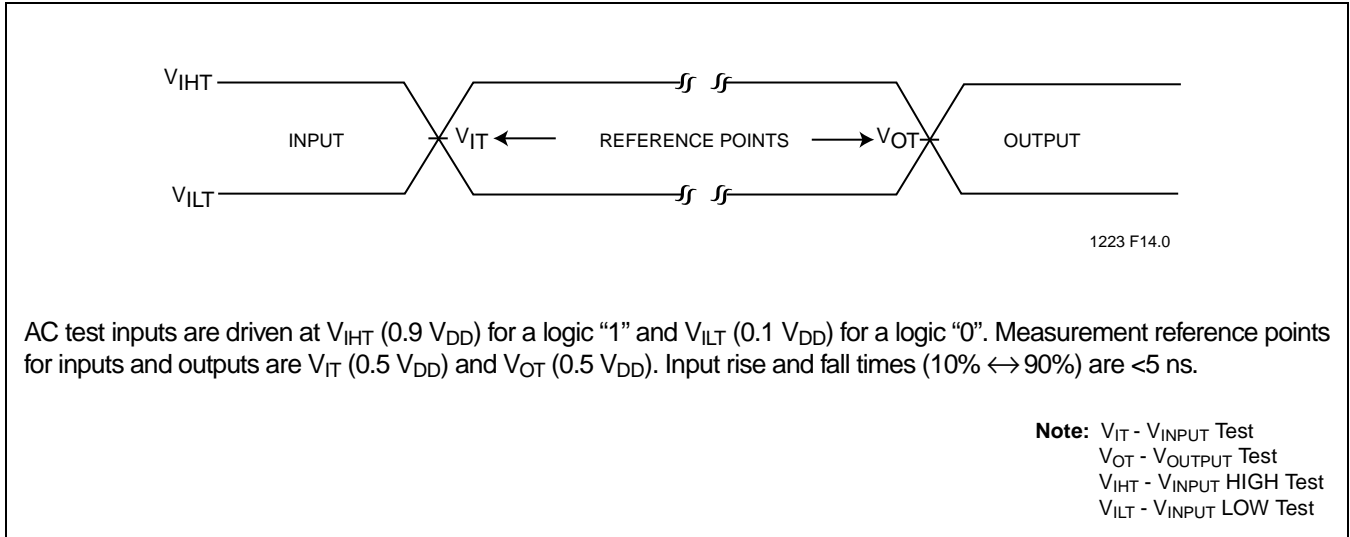 VIHT
INPUT VIT REFERENCE POINTS VOT OUTPUT
VILT
1223 F14.0
AC test inputs are driven at VIHT (0.9 VDD) for a logic “1” and VILT (0.1 VDD) for a logic “0”. Measurement reference points
for inputs and outputs are VIT (0.5 VDD) and VOT (0.5 VDD). Input rise and fall times (10% ↔ 90%) are <5 ns.
Note: VIT - VINPUT Test
VOT - VOUTPUT Test
VIHT - VINPUT HIGH Test
VILT - VINPUT LOW Test